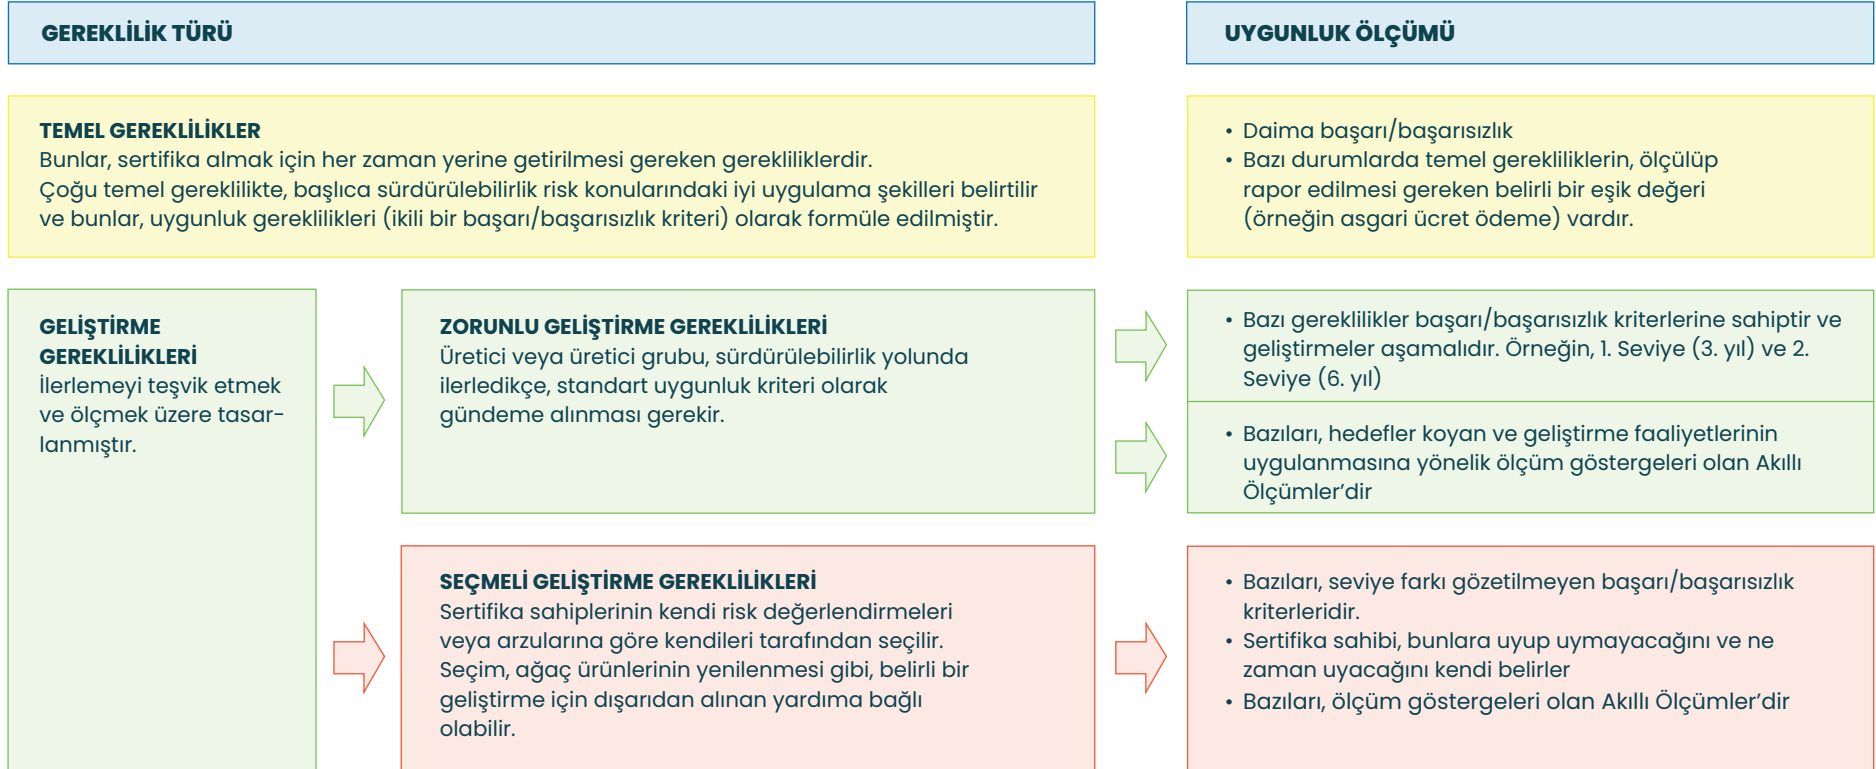 GEREKLİLİK TÜRÜ
UYGUNLUK ÖLÇÜMÜ
TEMEL GEREKLİLİKLER
Bunlar, sertifika almak için her zaman yerine getirilmesi gereken gerekliliklerdir.
Çoğu temel gereklilikte, başlıca sürdürülebilirlik risk konularındaki iyi uygulama şekilleri belirtilir
ve bunlar, uygunluk gereklilikleri (ikili bir başarı/başarısızlık kriteri) olarak formüle edilmiştir.
• Daima başarı/başarısızlık
• Bazı durumlarda temel gerekliliklerin, ölçülüp
rapor edilmesi gereken belirli bir eşik değeri
(örneğin asgari ücret ödeme) vardır.
GELİŞTİRME
GEREKLİLİKLERİ
İlerlemeyi teşvik etmek
ve ölçmek üzere tasar-
lanmıştır.
ZORUNLU GELİŞTİRME GEREKLİLİKLERİ
Üretici veya üretici grubu, sürdürülebilirlik yolunda
ilerledikçe, standart uygunluk kriteri olarak
gündeme alınması gerekir.
• Bazı gereklilikler başarı/başarısızlık kriterlerine sahiptir ve
geliştirmeler aşamalıdır. Örneğin, 1. Seviye (3. yıl) ve 2.
Seviye (6. yıl)
• Bazıları, hedefler koyan ve geliştirme faaliyetlerinin
uygulanmasına yönelik ölçüm göstergeleri olan Akıllı
Ölçümler’dir
SEÇMELİ GELİŞTİRME GEREKLİLİKLERİ
Sertifika sahiplerinin kendi risk değerlendirmeleri
veya arzularına göre kendileri tarafından seçilir.
Seçim, ağaç ürünlerinin yenilenmesi gibi, belirli bir
geliştirme için dışarıdan alınan yardıma bağlı
olabilir.
• Bazıları, seviye farkı gözetilmeyen başarı/başarısızlık
kriterleridir.
• Sertifika sahibi, bunlara uyup uymayacağını ve ne
zaman uyacağını kendi belirler
• Bazıları, ölçüm göstergeleri olan Akıllı Ölçümler’dir